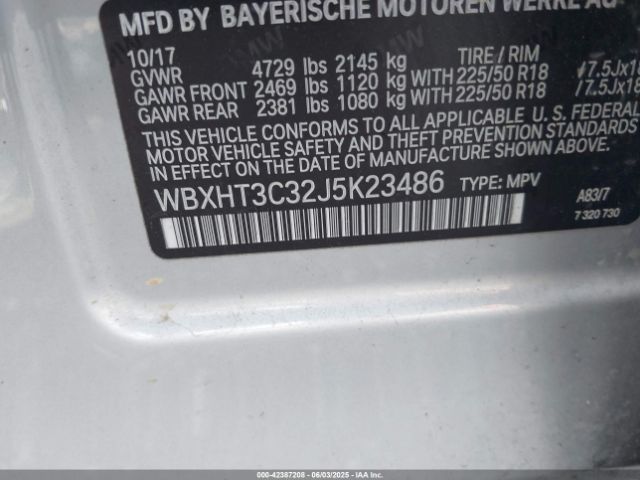 MFD BY BAYERISCHE MOTOREN WERKE AG
10/17
GVWR 4729 lbs 2145 kg TIRE / RIM
GAWR FRONT 2469 lbs 1120 kg WITH 225/50 R18 /7.5Jx18
GAWR REAR 2381 lbs 1080 kg WITH 225/50 R18 /7.5Jx18
THIS VEHICLE CONFORMS TO ALL APPLICABLE U. S. FEDERAL
MOTOR VEHICLE SAFETY AND THEFT PREVENTION STANDARDS
IN EFFECT ON THE DATE OF MANUFACTURE SHOWN ABOVE.
WBXHT3C32J5K23486 TYPE: MPV A83/7
7 320 730
000-42387208 - 06/03/2025 - IAA Inc.